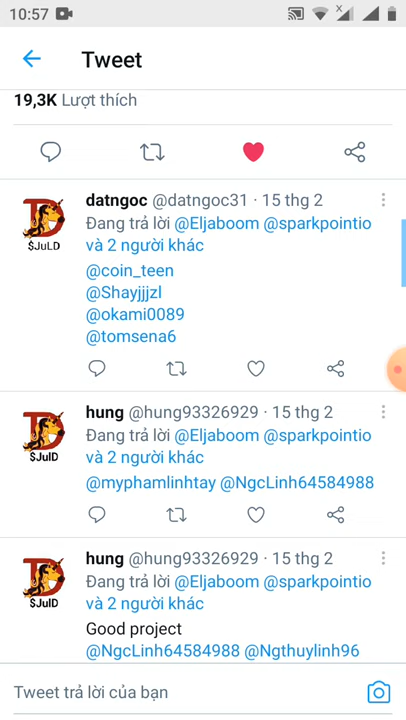 10:57
Tweet
19,3K Lượt thích
datngoc @datngoc31 · 15 thg 2
Đang trả lời @Eljaboom @sparkpointio
và 2 người khác
$JuLD
@coin_teen
@Shayjjjzl
@okami0089
@tomsena6
hung @hung93326929 · 15 thg 2
Đang trả lời @Eljaboom @sparkpointio
và 2 người khác
$JulD
@myphamlinhtay @NgcLinh64584988
hung @hung93326929 · 15 thg 2
Đang trả lời @Eljaboom @sparkpointio
và 2 người khác
$JulD
Good project
@NgcLinh64584988 @Ngthuylinh96
Tweet trả lời của bạn